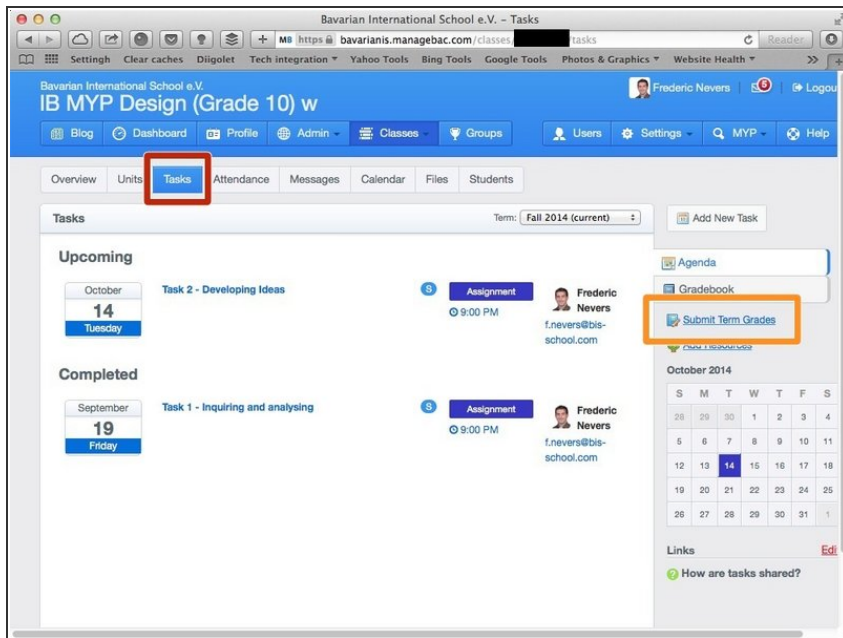 Bavarian International School e.V. – Tasks
MB https bavarianis.managebac.com/classes/ /tasks
Reader
Settingh Clear caches Diigolet Tech integration Yahoo Tools Bing Tools Google Tools Photos & Graphics Website Health
Bavarian International School e.V.
IB MYP Design (Grade 10) w
Frederic Nevers 5 Logou
Blog Dashboard Profile Admin Classes Groups Users Settings MYP Help
Overview Units Tasks Attendance Messages Calendar Files Students
Tasks Term: Fall 2014 (current)
Add New Task
Upcoming
October
14
Tuesday
Task 2 - Developing Ideas
S
Assignment
9:00 PM
Frederic
Nevers
f.nevers@bis-
school.com
Completed
September
19
Friday
Task 1 - Inquiring and analysing
S
Assignment
9:00 PM
Frederic
Nevers
f.nevers@bis-
school.com
Agenda
Gradebook
Submit Term Grades
Add Resources
October 2014
S M T W T F S
28 29 30 1 2 3 4
5 6 7 8 9 10 11
12 13 14 15 16 17 18
19 20 21 22 23 24 25
26 27 28 29 30 31 1
Links Edi
How are tasks shared?